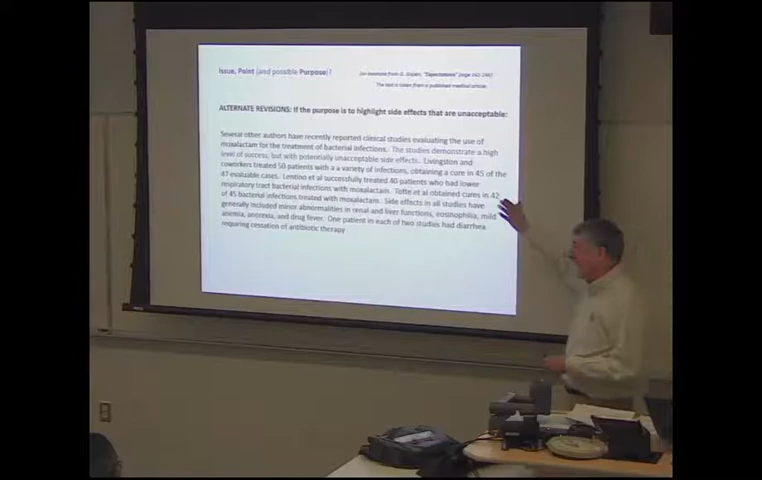 Issue, Point (and possible Purpose)?
page 240-246)
The text is taken from a published medical article.
ALTERNATE REVISIONS: If the purpose is to highlight side effects that are unacceptable:
Several other authors have recently reported clinical studies evaluating the use of
moxalactam for the treatment of bacterial infections. The studies demonstrate a high
level of success, but with potentially unacceptable side effects. Livingston and
coworkers treated 50 patients with a a variety of infections, obtaining a cure in 45 of the
47 evaluable cases. Lentino et al successfully treated 40 patients who had lower
respiratory tract bacterial infections with moxalactam. Tofte et al obtained cures in 42
of 45 bacterial infections treated with moxalactam. Side effects in all studies have
generally included minor abnormalities in renal and liver functions, eosinophilia, mild
anemia, anorexia, and drug fever. One patient in each of two studies had diarrhea
requiring cessation of antibiotic therapy